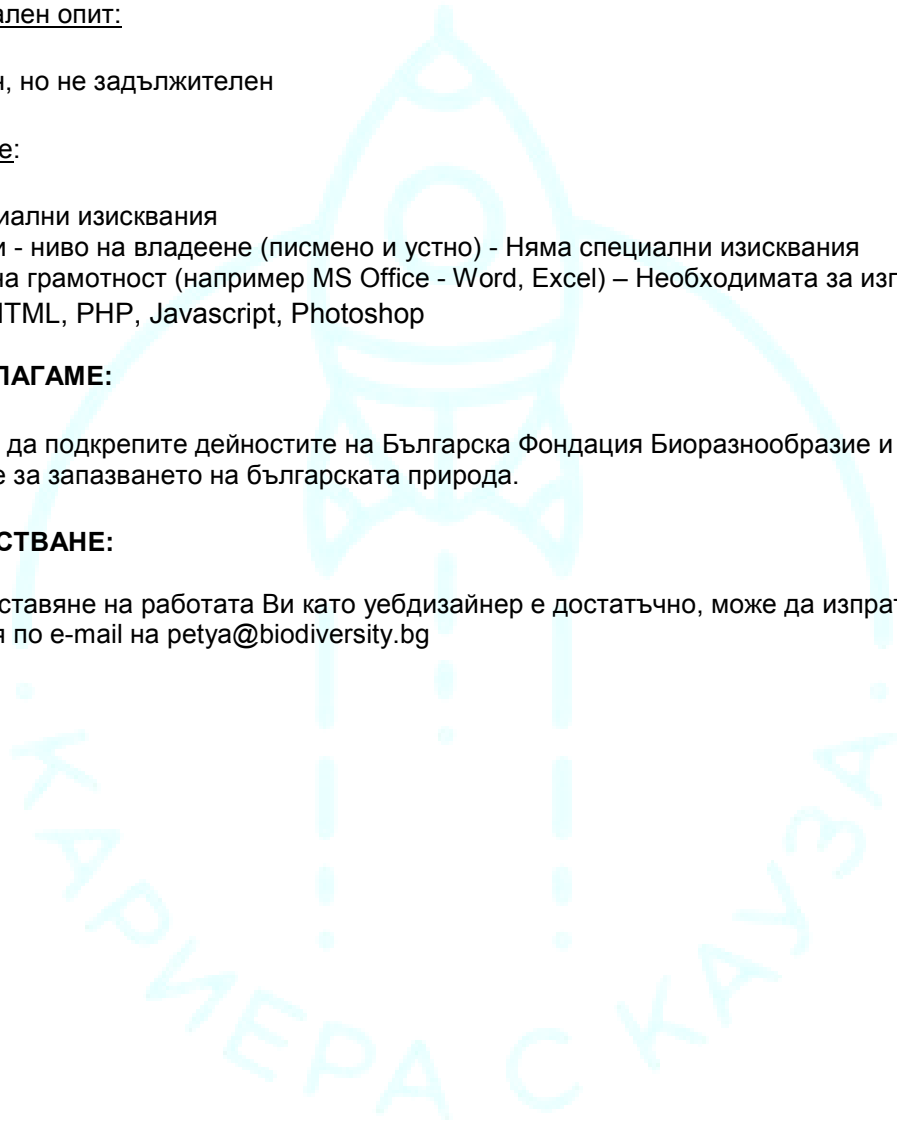 ален опит:
н, но не задължителен
е:
иални изисквания
и - ниво на владеене (писмено и устно) - Няма специални изисквания
на грамотност (например MS Office - Word, Excel) – Необходимата за изг
HTML, PHP, Javascript, Photoshop
ЛАГАМЕ:
да подкрепите дейностите на Българска Фондация Биоразнообразие и
е за запазването на българската природа.
СТВАНЕ:
ставяне на работата Ви като уебдизайнер е достатъчно, може да изпрат
я по e-mail на petya@biodiversity.bg
КАРИЕРА С КАУЗА